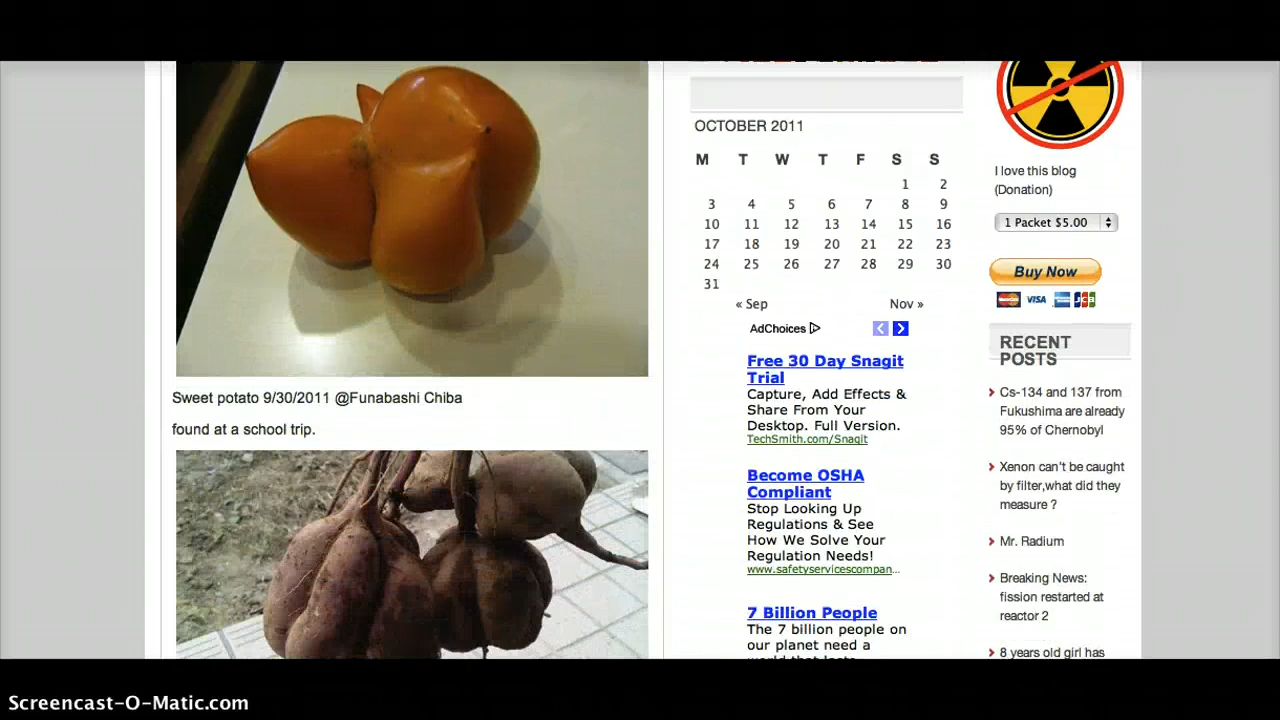 OCTOBER 2011
M T W T F S S
1 2
3 4 5 6 7 8 9
10 11 12 13 14 15 16
17 18 19 20 21 22 23
24 25 26 27 28 29 30
31
« Sep Nov »
AdChoices
Free 30 Day Snagit
Trial
Capture, Add Effects &
Share From Your
Desktop. Full Version.
TechSmith.com/Snagit
Become OSHA
Compliant
Stop Looking Up
Regulations & See
How We Solve Your
Regulation Needs!
www.safetyservicescompan...
7 Billion People
The 7 billion people on
our planet need a
Sweet potato 9/30/2011 @Funabashi Chiba
found at a school trip.
I love this blog
(Donation)
1 Packet $5.00
Buy Now
MasterCard VISA JCB
RECENT
POSTS
Cs-134 and 137 from
Fukushima are already
95% of Chernobyl
Xenon can't be caught
by filter,what did they
measure ?
Mr. Radium
Breaking News:
fission restarted at
reactor 2
8 years old girl has
Screencast-O-Matic.com